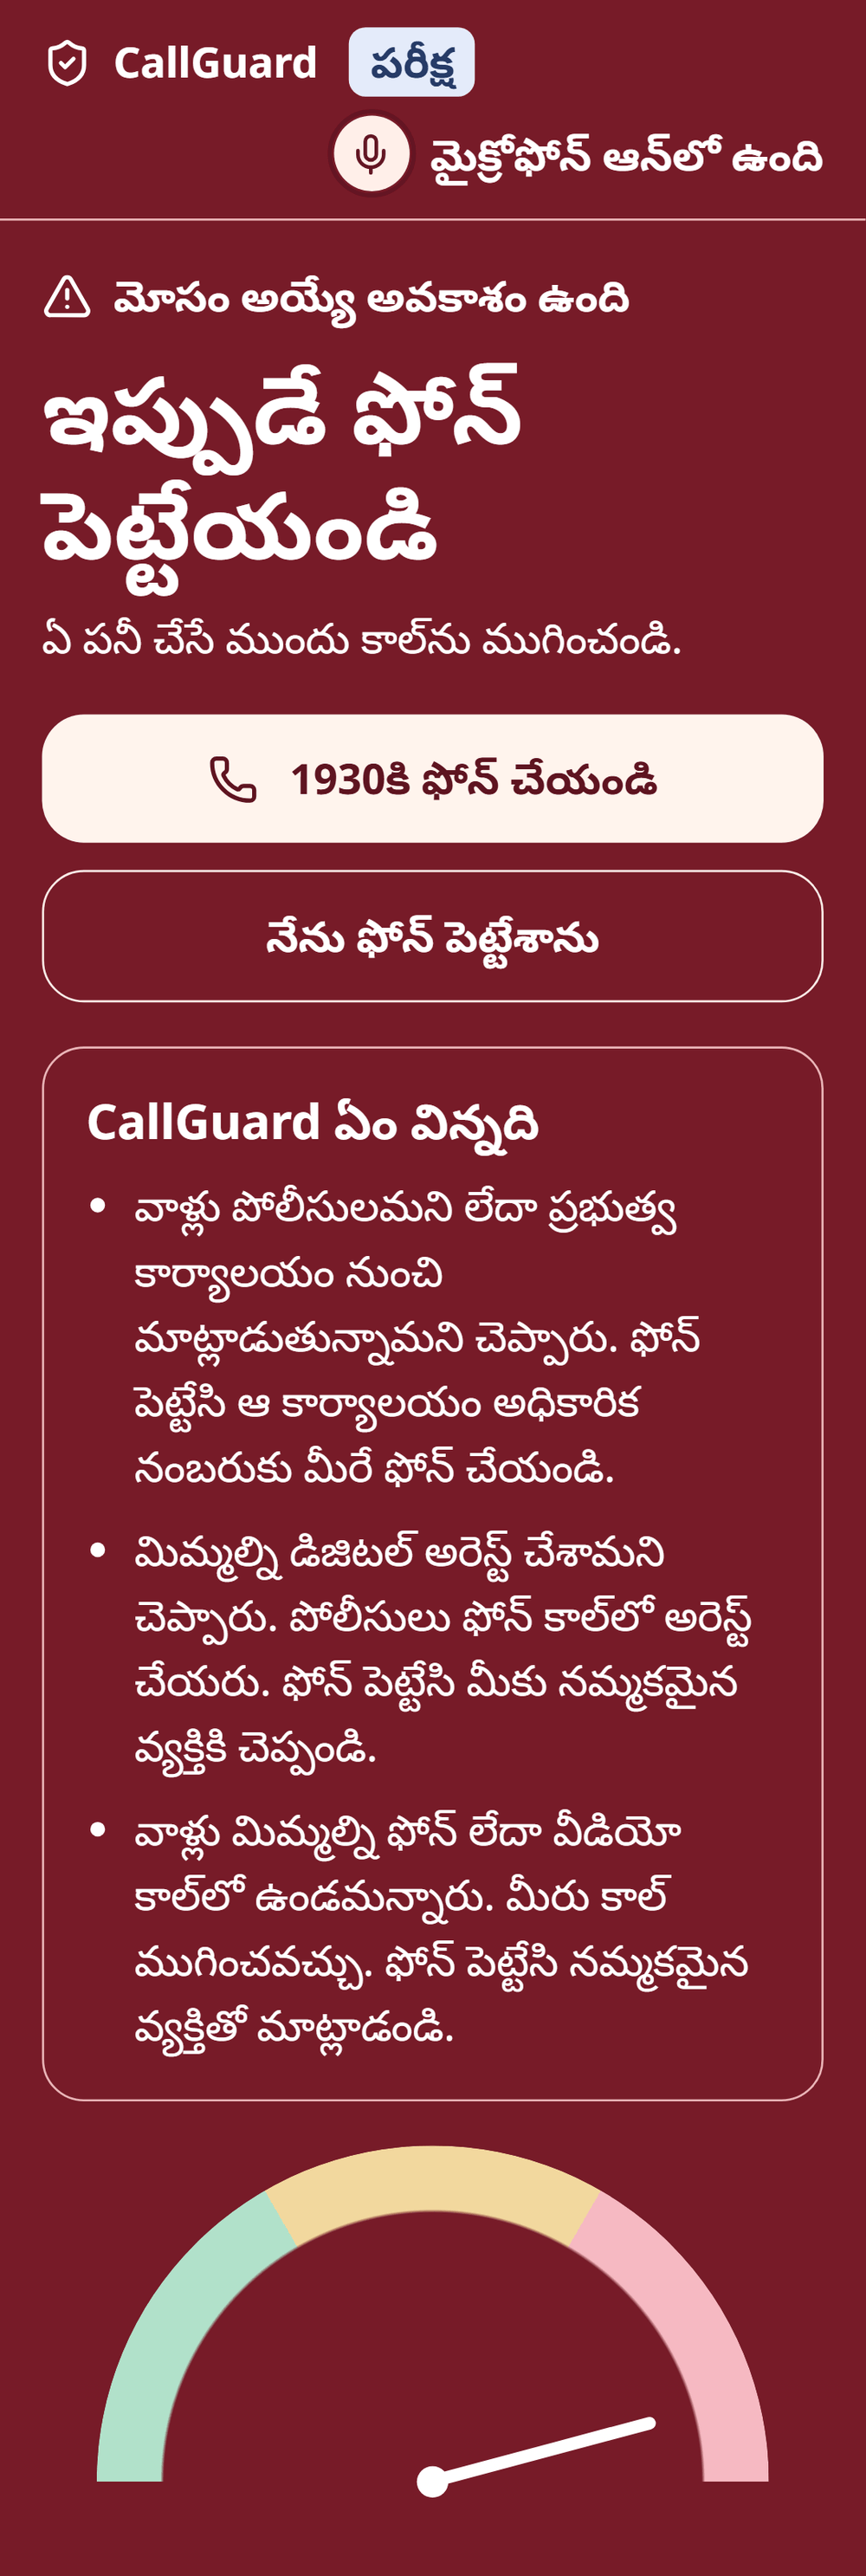 CallGuard పరీక్ష
మైక్రోఫోన్ ఆన్‌లో ఉంది
మోసం అయ్యే అవకాశం ఉంది
ఇప్పుడే ఫోన్
పెట్టేయండి
ఏ పనీ చేసే ముందు కాల్‌ను ముగించండి.
1930కి ఫోన్ చేయండి
నేను ఫోన్ పెట్టేశాను
CallGuard ఏం విన్నది
• వాళ్లు పోలీసులమని లేదా ప్రభుత్వ
కార్యాలయం నుంచి
మాట్లాడుతున్నామని చెప్పారు. ఫోన్
పెట్టేసి ఆ కార్యాలయం అధికారిక
నంబరుకు మీరే ఫోన్ చేయండి.
• మిమ్మల్ని డిజిటల్ అరెస్ట్ చేశామని
చెప్పారు. పోలీసులు ఫోన్ కాల్‌లో అరెస్ట్
చేయరు. ఫోన్ పెట్టేసి మీకు నమ్మకమైన
వ్యక్తికి చెప్పండి.
• వాళ్లు మిమ్మల్ని ఫోన్ లేదా వీడియో
కాల్‌లో ఉండమన్నారు. మీరు కాల్
ముగించవచ్చు. ఫోన్ పెట్టేసి నమ్మకమైన
వ్యక్తితో మాట్లాడండి.